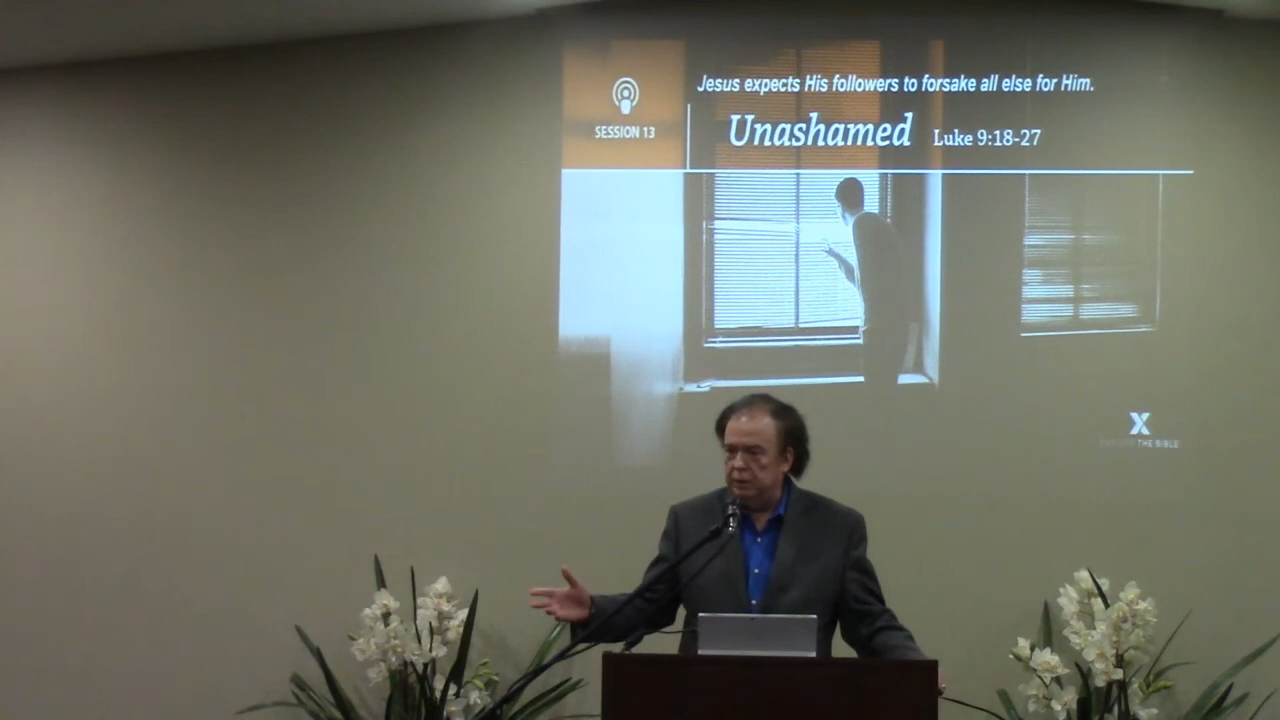 Jesus expects His followers to forsake all else for Him.
SESSION 13
Unashamed Luke 9:18-27
THE BIBLE